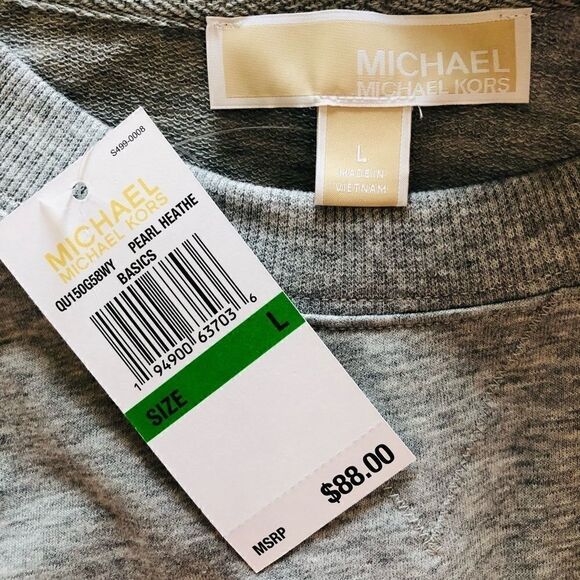 MICHAEL
MICHAEL KORS
L
MADE IN
VIETNAM
S499-0008
MICHAEL
MICHAEL KORS
QU150G58WY PEARL HEATHE
BASICS
1 94900 63703 6
SIZE L
MSRP $88.00